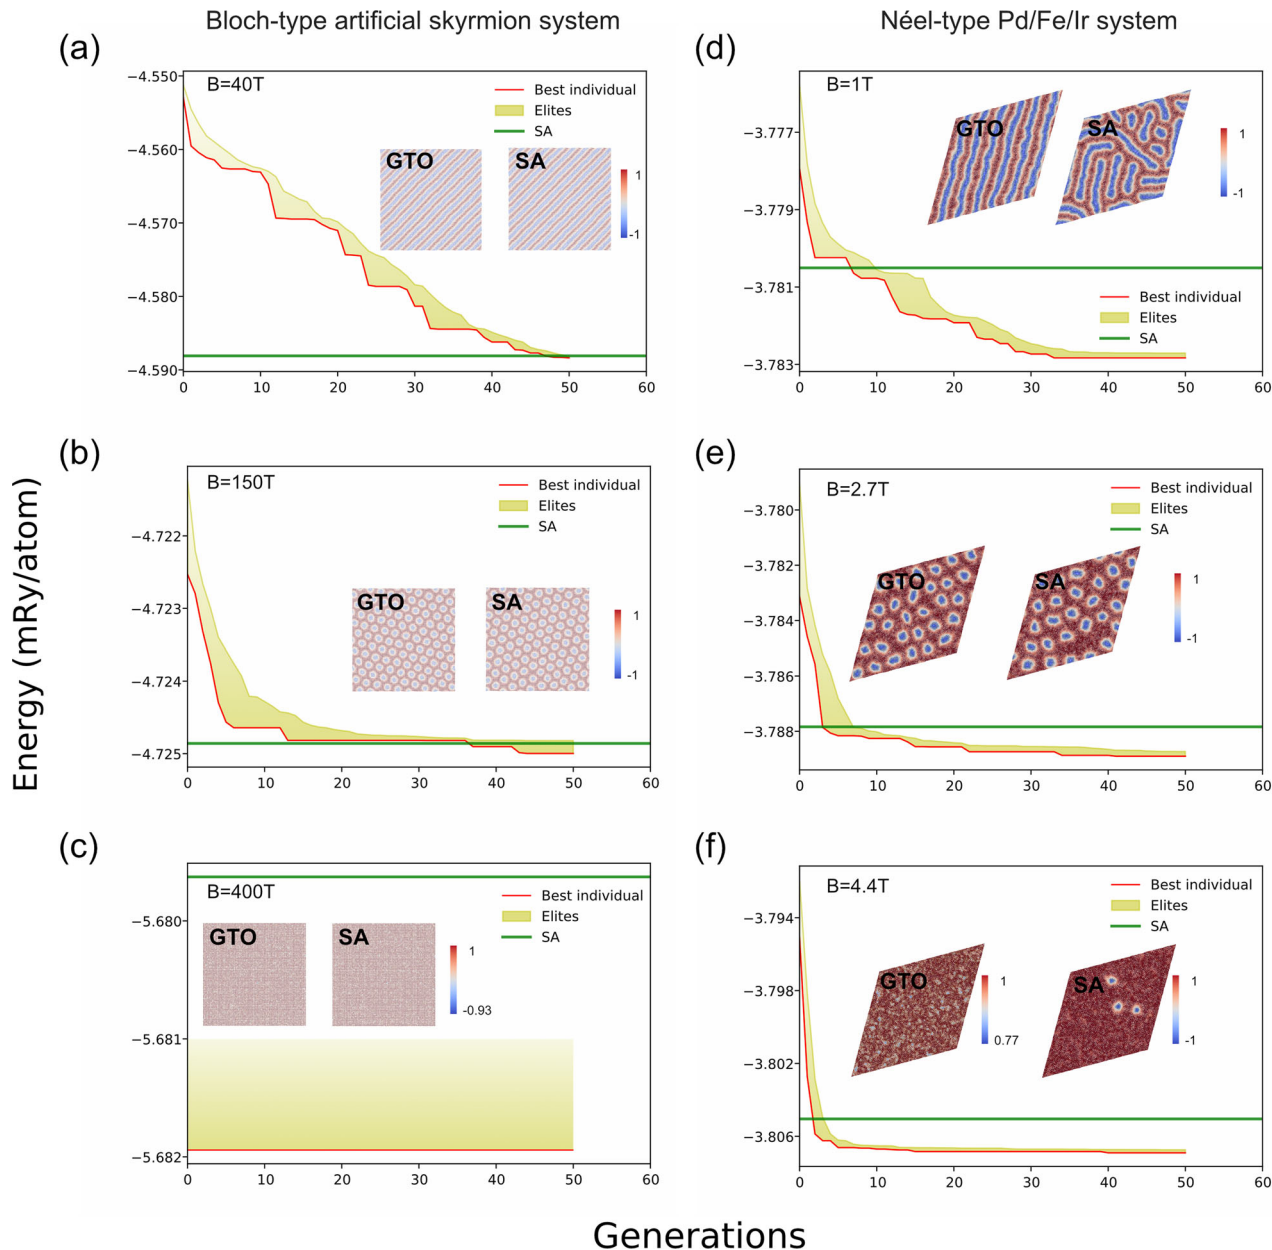 Bloch-type artificial skyrmion system
Néel-type Pd/Fe/Ir system
Energy (mRy/atom)
(a)
B=40T
Best individual
Elites
SA
GTO
SA
1
-1
−4.550
−4.560
−4.570
−4.580
−4.590
0 10 20 30 40 50 60
(d)
B=1T
GTO
SA
1
-1
Best individual
Elites
SA
−3.777
−3.779
−3.781
−3.783
0 10 20 30 40 50 60
(b)
B=150T
Best individual
Elites
SA
GTO
SA
1
-1
−4.722
−4.723
−4.724
−4.725
0 10 20 30 40 50 60
(e)
B=2.7T
Best individual
Elites
SA
GTO
SA
1
-1
−3.780
−3.782
−3.784
−3.786
−3.788
0 10 20 30 40 50 60
(c)
B=400T
Best individual
Elites
SA
GTO
SA
1
-0.93
−5.680
−5.681
−5.682
0 10 20 30 40 50 60
(f)
B=4.4T
Best individual
Elites
SA
GTO
1
0.77
SA
1
-1
−3.794
−3.798
−3.802
−3.806
0 10 20 30 40 50 60
Generations